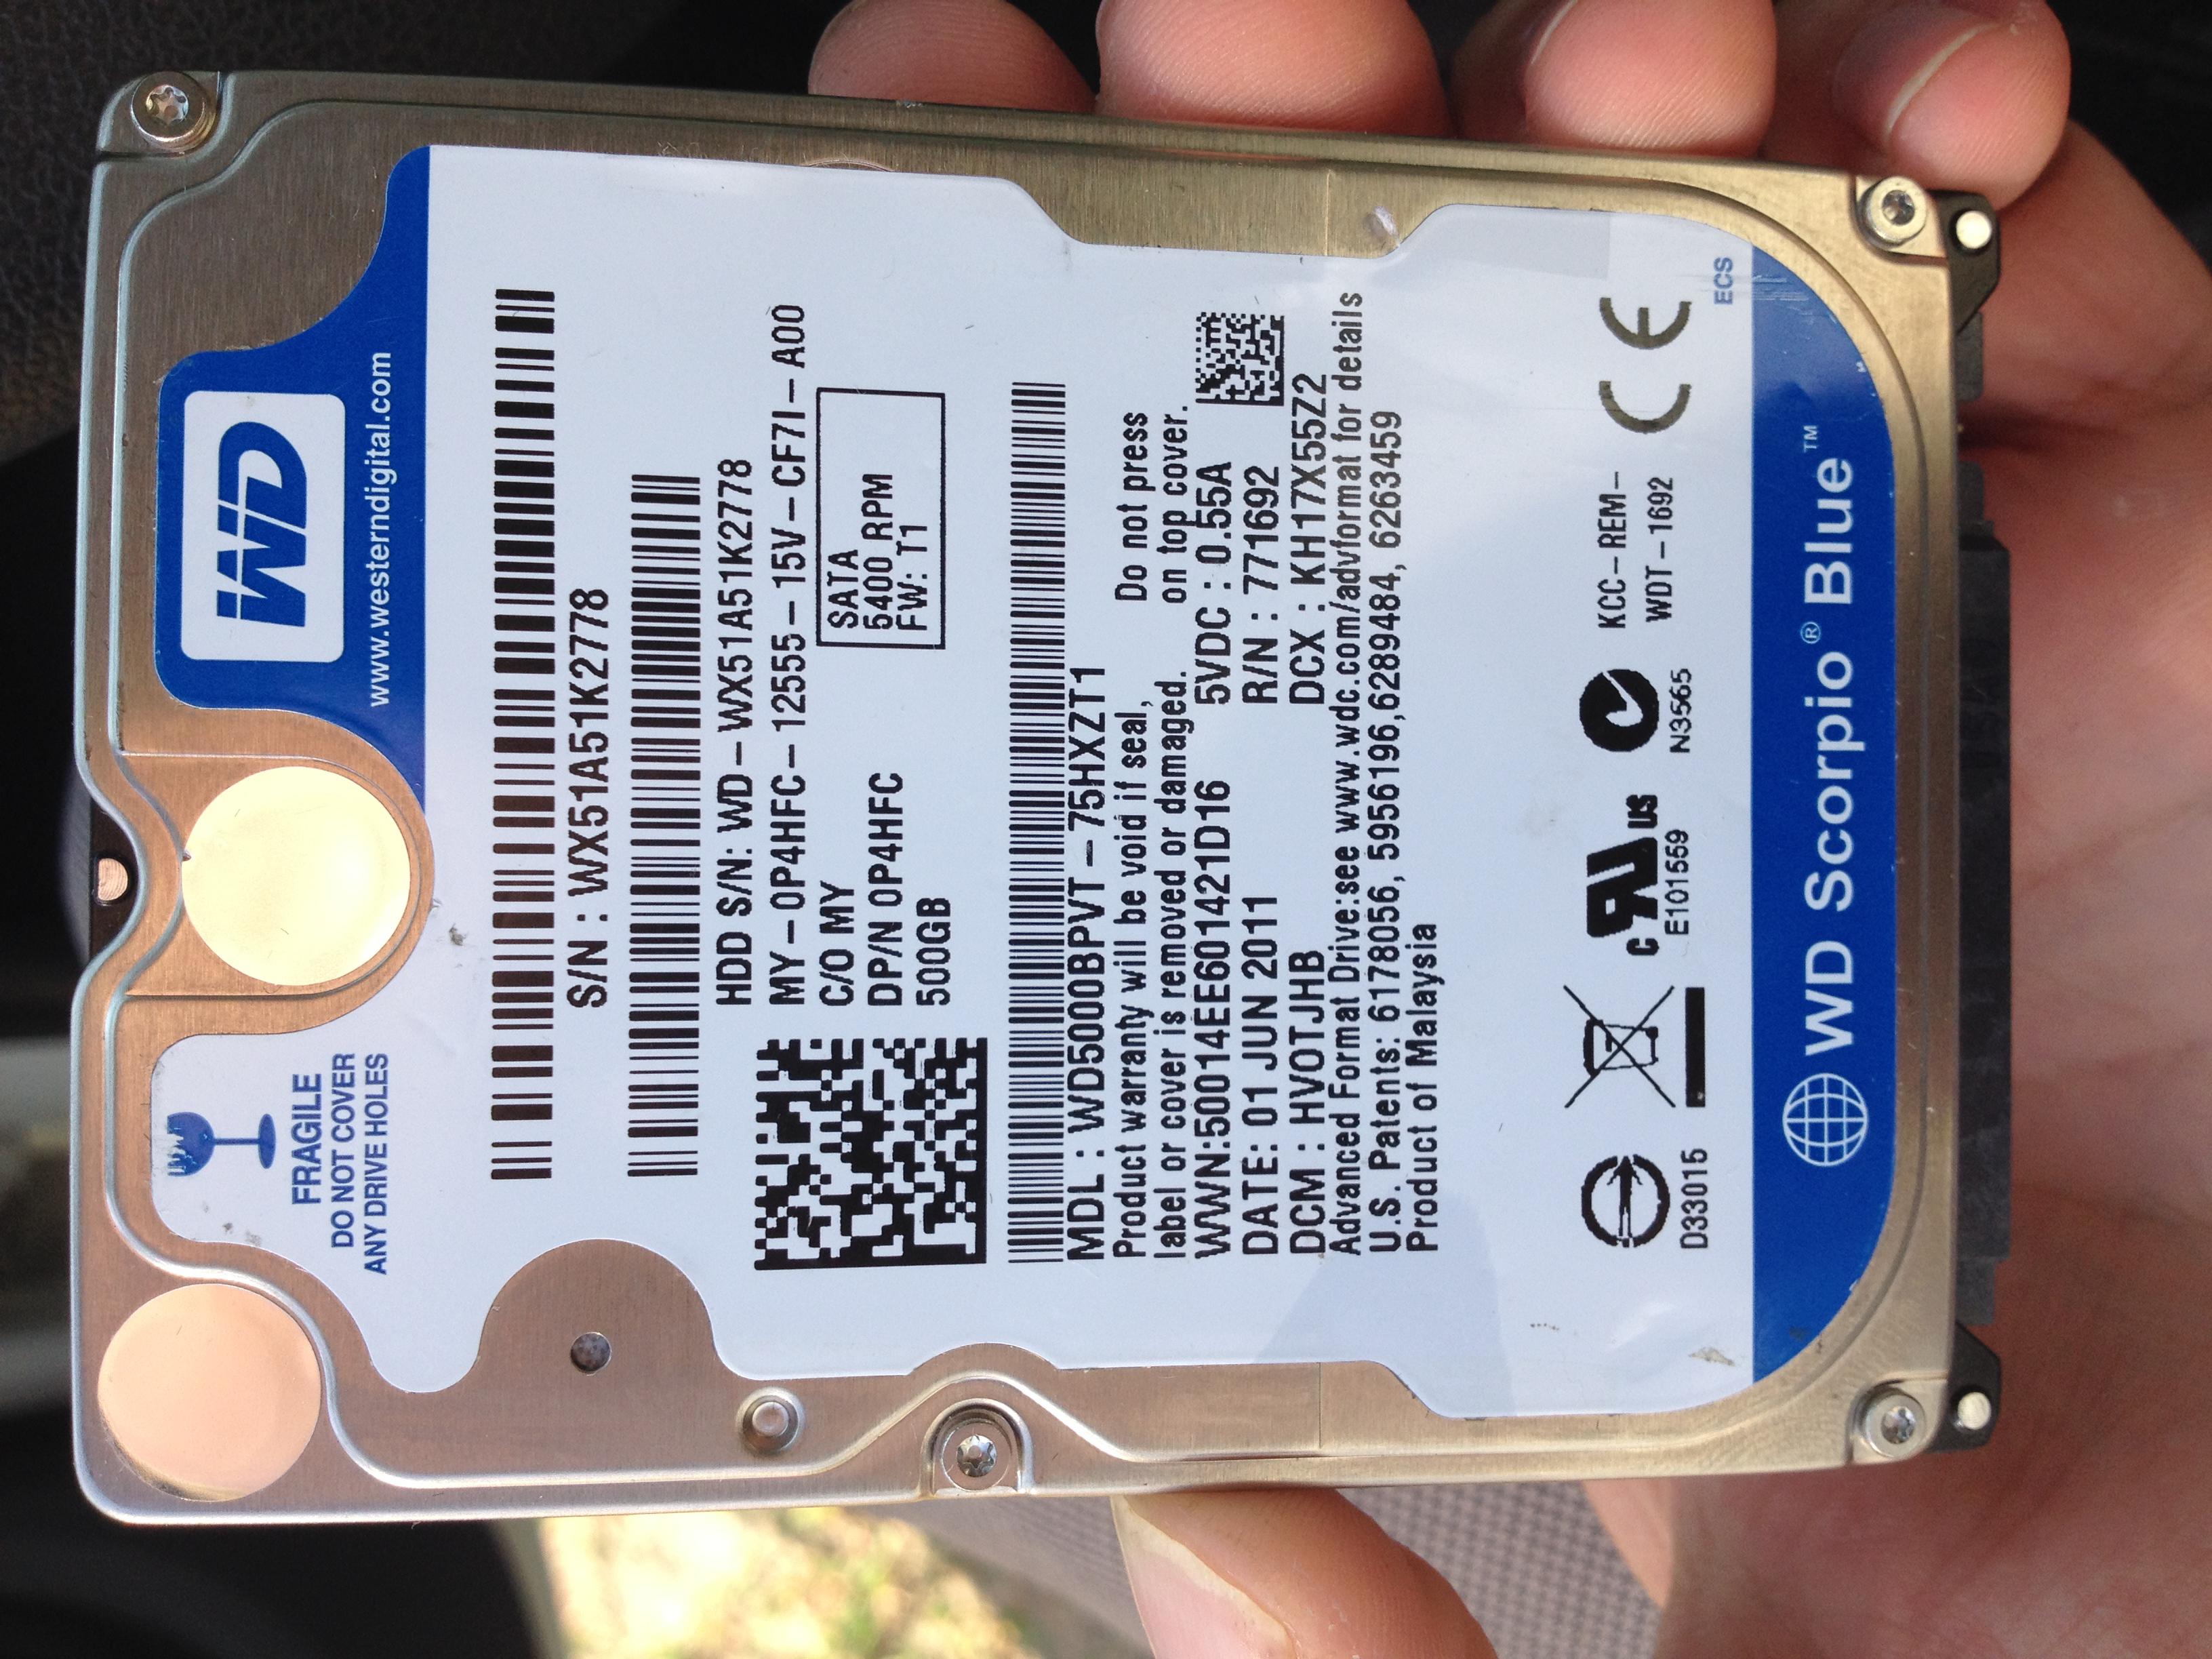 WD
www.westerndigital.com
FRAGILE
DO NOT COVER
ANY DRIVE HOLES
S/N : WX51A51K2778
HDD S/N: WD-WX51A51K2778
MY-0P4HFC-12555-15V-CF7I-A00
C/O MY
DP/N 0P4HFC
500GB
SATA
5400 RPM
FW: T1
MDL : WD5000BPVT-75HXZT1
Product warranty will be void if seal,
label or cover is removed or damaged.
Do not press
on top cover.
WWN:50014EE60142​1D16
5VDC : 0.55A
DATE: 01 JUN 2011
R/N : 771692
DCM : HVOTJHB
DCX : KH17X55Z2
Advanced Format Drive:see www.wdc.com/advformat for details
U.S. Patents: 6178056, 5956196,6289484, 6263459
Product of Malaysia
D33015
c UL US
E101559
N3565
KCC-REM-
WDT-1692
CE
ECS
WD Scorpio® Blue™